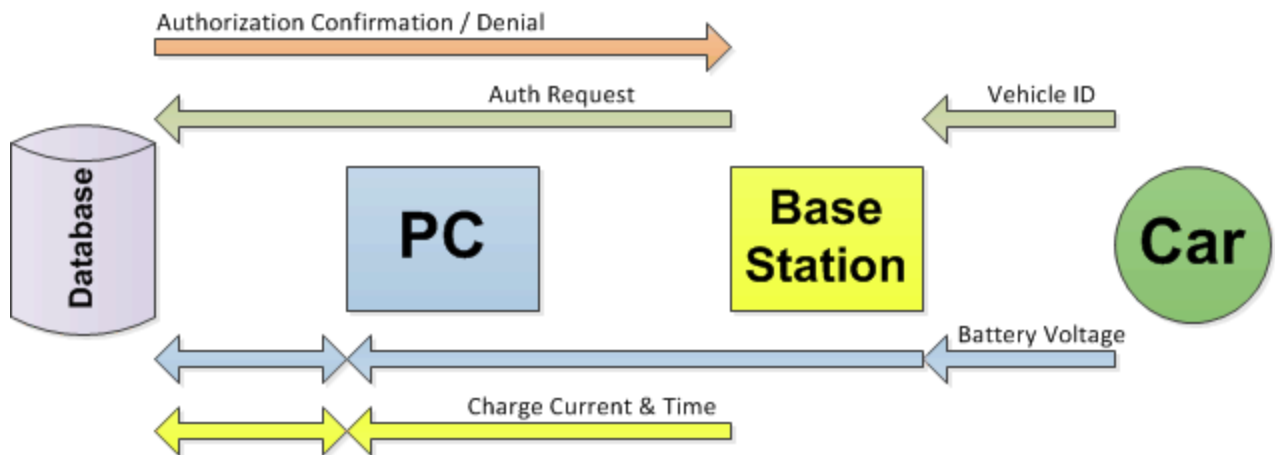 Authorization Confirmation / Denial
Auth Request
Vehicle ID
Database
PC
Base
Station
Car
Battery Voltage
Charge Current & Time